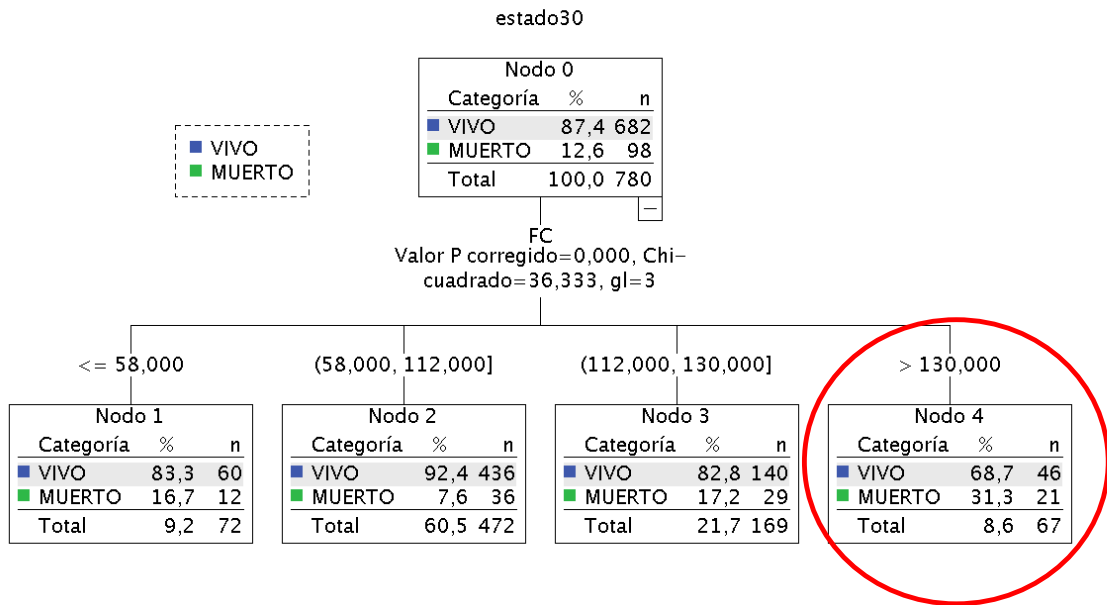 estado30
Nodo 0
Categoría % n
VIVO 87,4 682
MUERTO 12,6 98
Total 100,0 780
VIVO
MUERTO
FC
Valor P corregido=0,000, Chi-
cuadrado=36,333, gl=3
<= 58,000
(58,000, 112,000]
(112,000, 130,000]
> 130,000
Nodo 1
Categoría % n
VIVO 83,3 60
MUERTO 16,7 12
Total 9,2 72
Nodo 2
Categoría % n
VIVO 92,4 436
MUERTO 7,6 36
Total 60,5 472
Nodo 3
Categoría % n
VIVO 82,8 140
MUERTO 17,2 29
Total 21,7 169
Nodo 4
Categoría % n
VIVO 68,7 46
MUERTO 31,3 21
Total 8,6 67